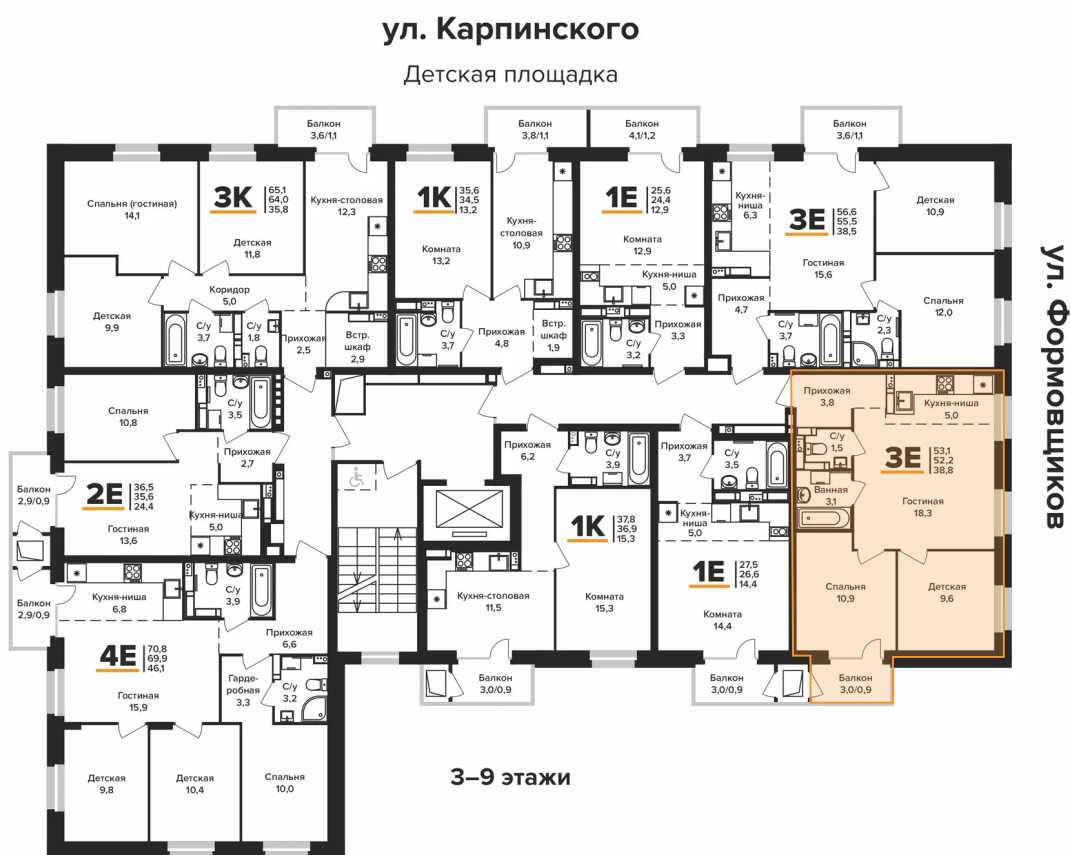 ул. Карпинского
Детская площадка
Балкон
3,6/1,1
Балкон
3,8/1,1
Балкон
4,1/1,2
Балкон
3,6/1,1
Спальня (гостиная)
14,1
3К
65,1
64,0
35,8
Детская
11,8
Кухня-столовая
12,3
Детская
9,9
Коридор
5,0
С/у
3,7
С/у
1,8
Прихожая
2,5
Встр.
шкаф
2,9
1К
35,6
34,5
13,2
Комната
13,2
Кухня-
столовая
10,9
С/у
3,7
Прихожая
4,8
Встр.
шкаф
1,9
1Е
25,6
24,4
12,9
Комната
12,9
Кухня-ниша
5,0
С/у
3,2
Прихожая
3,3
Кухня-
ниша
6,3
3Е
56,6
55,5
38,5
Гостиная
15,6
Детская
10,9
Спальня
12,0
Прихожая
4,7
С/у
3,7
С/у
2,3
ул. Формовщиков
Спальня
10,8
С/у
3,5
Прихожая
2,7
2Е
36,5
35,6
24,4
Балкон
2,9/0,9
Гостиная
13,6
Кухня-ниша
5,0
Прихожая
6,2
С/у
3,9
1К
37,8
36,9
15,3
Кухня-столовая
11,5
Комната
15,3
Балкон
3,0/0,9
Прихожая
3,7
С/у
3,5
Кухня-
ниша
5,0
1Е
27,5
26,6
14,4
Комната
14,4
Балкон
3,0/0,9
Прихожая
3,8
Кухня-ниша
5,0
С/у
1,5
3Е
53,1
52,2
38,8
Ванная
3,1
Гостиная
18,3
Спальня
10,9
Детская
9,6
Балкон
3,0/0,9
Балкон
2,9/0,9
Кухня-ниша
6,8
С/у
3,9
Прихожая
6,6
4Е
70,8
69,9
46,1
Гостиная
15,9
Гарде-
робная
3,3
С/у
3,2
Детская
9,8
Детская
10,4
Спальня
10,0
3–9 этажи